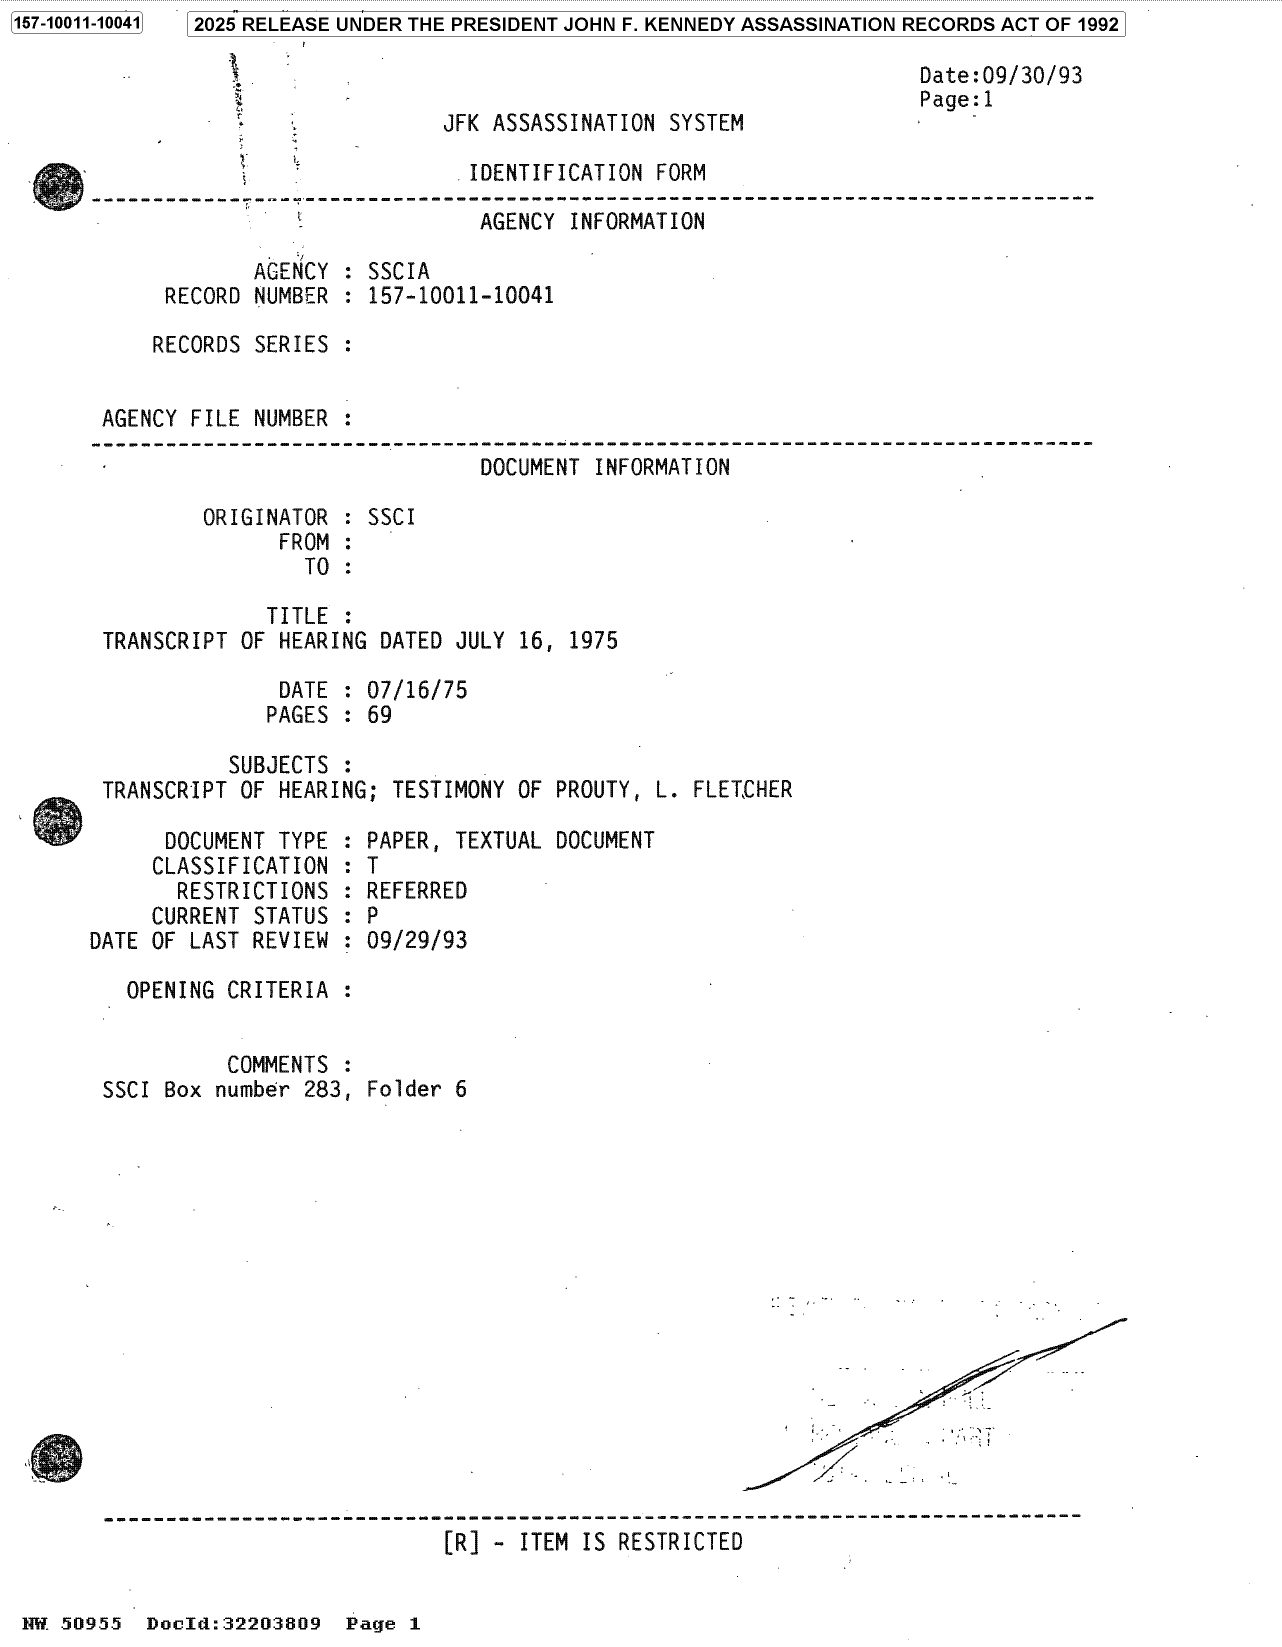 157-10011-10041
2025 RELEASE UNDER THE PRESIDENT JOHN F. KENNEDY ASSASSINATION RECORDS ACT OF 1992
Date:09/30/93
Page:1
JFK ASSASSINATION SYSTEM
IDENTIFICATION FORM
AGENCY INFORMATION
AGENCY : SSCIA
RECORD NUMBER : 157-10011-10041
RECORDS SERIES :
AGENCY FILE NUMBER :
DOCUMENT INFORMATION
ORIGINATOR : SSCI
FROM :
TO :
TITLE :
TRANSCRIPT OF HEARING DATED JULY 16, 1975
DATE : 07/16/75
PAGES : 69
SUBJECTS :
TRANSCRIPT OF HEARING; TESTIMONY OF PROUTY, L. FLETCHER
DOCUMENT TYPE : PAPER, TEXTUAL DOCUMENT
CLASSIFICATION : T
RESTRICTIONS : REFERRED
CURRENT STATUS : P
DATE OF LAST REVIEW : 09/29/93
OPENING CRITERIA :
COMMENTS :
SSCI Box number 283, Folder 6
[R] - ITEM IS RESTRICTED
NW 50955 DocId:32203809 Page 1